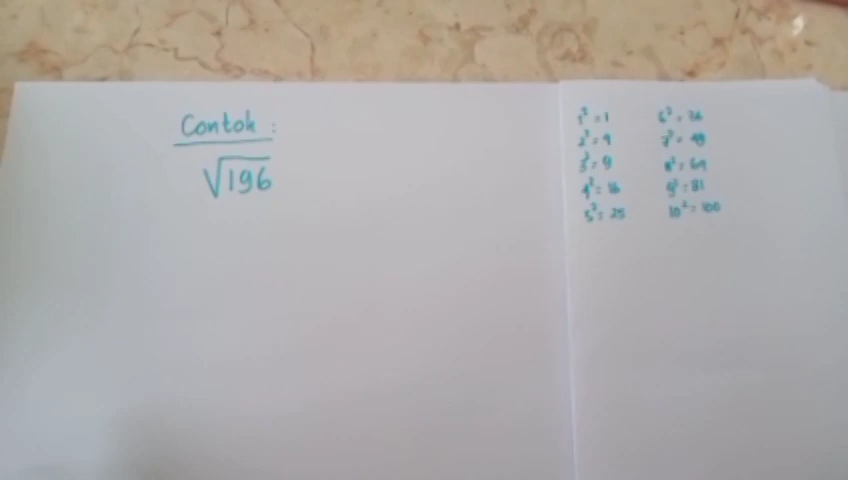 Contoh :
√196
1² = 1
2² = 4
3² = 9
4² = 16
5² = 25
6² = 36
7² = 49
8² = 64
9² = 81
10² = 100